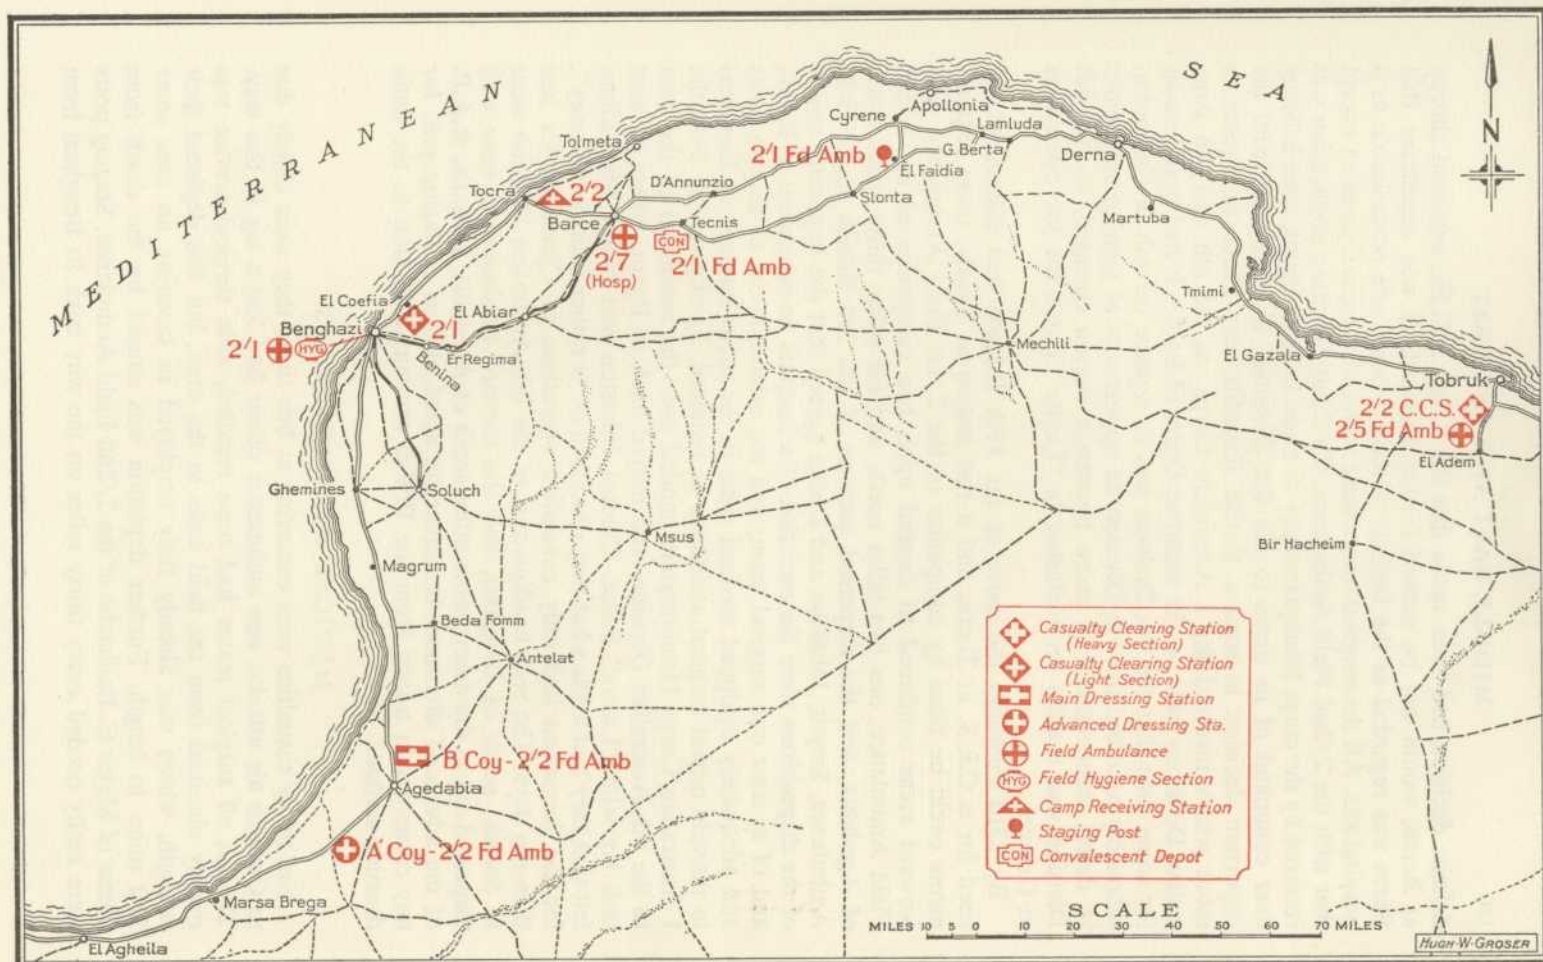 MEDITERRANEAN
SEA
N
Apollonia
Cyrene
Lamluda
Tolmeta
2/1 Fd Amb
G. Berta
Derna
El Faidia
D'Annunzio
Tocra
2/2
Slonta
Martuba
Barce
Tecnis
CON
2/7
(Hosp)
2/1 Fd Amb
El Coefia
El Abiar
Tmimi
Benghazi
2/1
2/1
HYG
Benina
Er Regima
Mechili
El Gazala
Tobruk
2/2 C.C.S.
2/5 Fd Amb
El Adem
Ghemines
Soluch
Msus
Bir Hacheim
Magrum
Beda Fomm
Antelat
'B' Coy - 2/2 Fd Amb
Agedabia
'A' Coy - 2/2 Fd Amb
Marsa Brega
El Agheila
Casualty Clearing Station
(Heavy Section)
Casualty Clearing Station
(Light Section)
Main Dressing Station
Advanced Dressing Sta.
Field Ambulance
HYG Field Hygiene Section
Camp Receiving Station
Staging Post
CON Convalescent Depot
SCALE
MILES 10 5 0 10 20 30 40 50 60 70 MILES
HUGH·W·GROSER